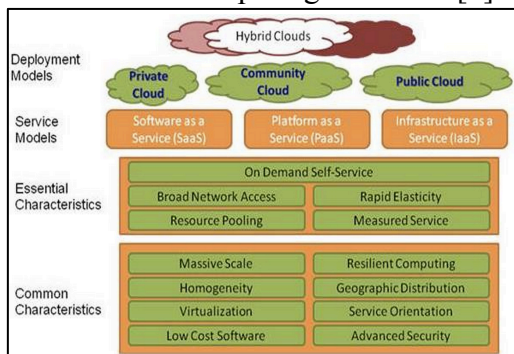 Hybrid Clouds
Deployment
Models
Private
Cloud
Community
Cloud
Public Cloud
Service
Models
Software as a
Service (SaaS)
Platform as a
Service (PaaS)
Infrastructure as a
Service (IaaS)
Essential
Characteristics
On Demand Self-Service
Broad Network Access
Rapid Elasticity
Resource Pooling
Measured Service
Common
Characteristics
Massive Scale
Resilient Computing
Homogeneity
Geographic Distribution
Virtualization
Service Orientation
Low Cost Software
Advanced Security